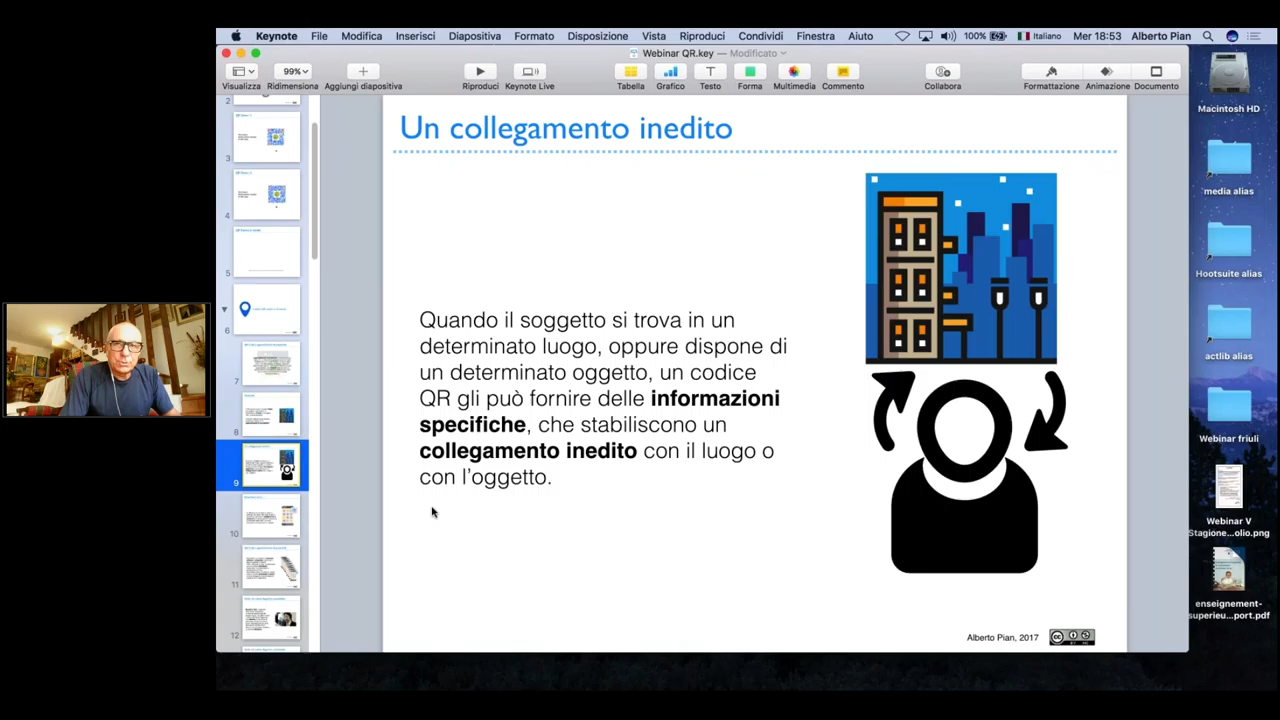 Keynote File Modifica Inserisci Diapositiva Formato Disposizione Vista Riproduci Condividi Finestra Aiuto 100% Italiano Mer 18:53 Alberto Pian
Webinar QR.key — Modificato
99%
Visualizza Ridimensiona Aggiungi diapositiva Riproduci Keynote Live Tabella Grafico Testo Forma Multimedia Commento Collabora Formattazione Animazione Documento
2
3
4
5
6
7
8
9
10
11
12
Un collegamento inedito
Quando il soggetto si trova in un
determinato luogo, oppure dispone di
un determinato oggetto, un codice
QR gli può fornire delle informazioni
specifiche, che stabiliscono un
collegamento inedito con il luogo o
con l’oggetto.
Alberto Pian, 2017
Macintosh HD
media alias
Hootsuite alias
actlib alias
Webinar friuli
Webinar V
Stagione...olio.png
enseignement-
superieu...port.pdf